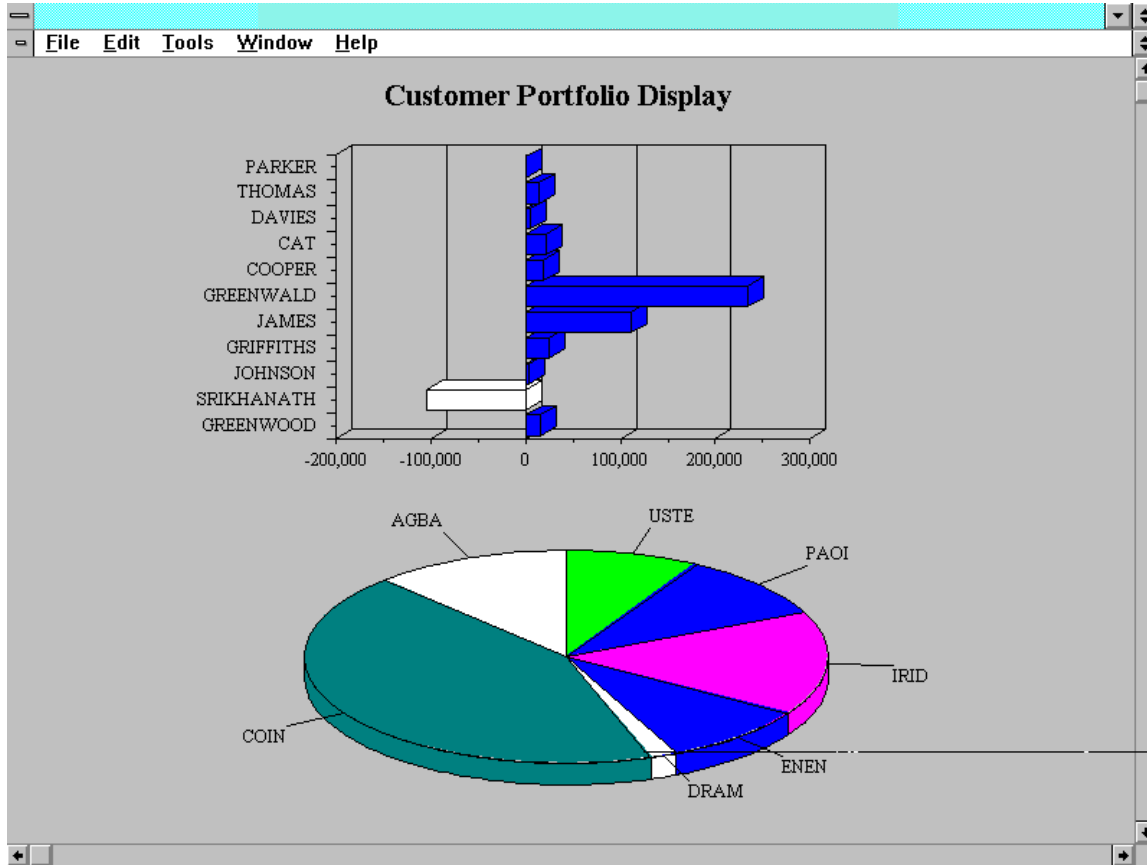 File Edit Tools Window Help
Customer Portfolio Display
PARKER
THOMAS
DAVIES
CAT
COOPER
GREENWALD
JAMES
GRIFFITHS
JOHNSON
SRIKHANATH
GREENWOOD
-200,000 -100,000 0 100,000 200,000 300,000
AGBA USTE
PAOI
IRID
COIN
ENEN
DRAM